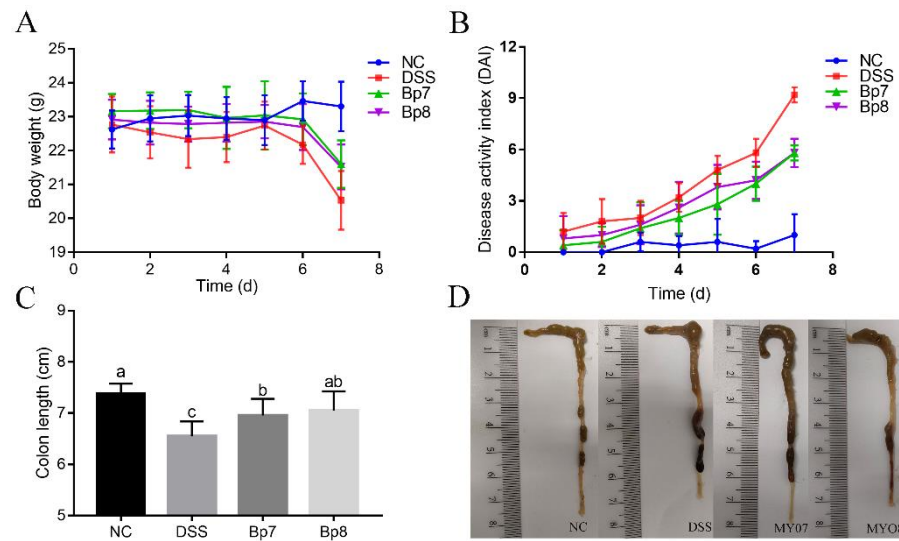 A
Body weight (g)
25
24
23
22
21
20
19
0 2 4 6 8
Time (d)
NC
DSS
Bp7
Bp8
B
Disease activity index (DAI)
12
9
6
3
0
0 2 4 6 8
Time (d)
NC
DSS
Bp7
Bp8
C
Colon length (cm)
9
8
7
6
5
a
c
b
ab
NC DSS Bp7 Bp8
D
NC
DSS
MY07
MYO8